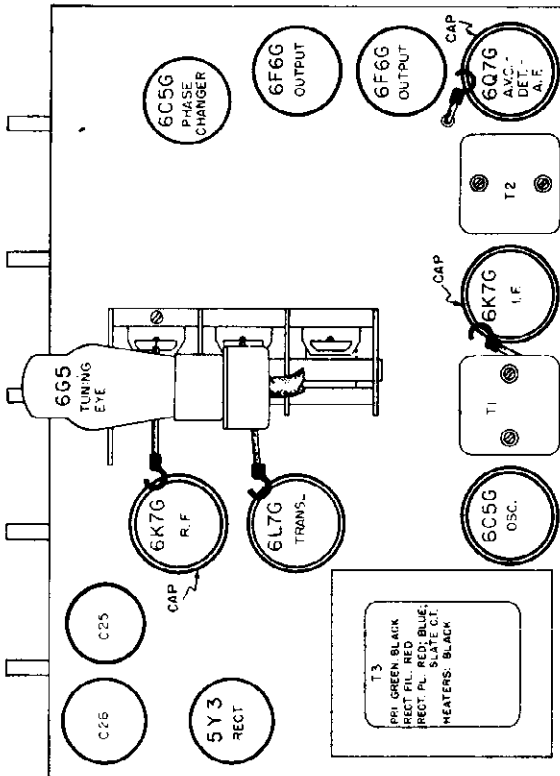 6C5G
PHASE
CHANGER
6F6G
OUTPUT
6F6G
OUTPUT
CAP
6Q7G
A.V.C.-
DET.-
A.F.
T2
CAP
6K7G
I.F.
T1
6C5G
OSC.
6G5
TUNING
EYE
6K7G
R.F
CAP
6L7G
TRANSL
C25
C26
5Y3
RECT
T3
PRI GREEN: BLACK
RECT FIL. RED
RECT. PL. RED; BLUE;
SLATE C.T.
HEATERS: BLACK